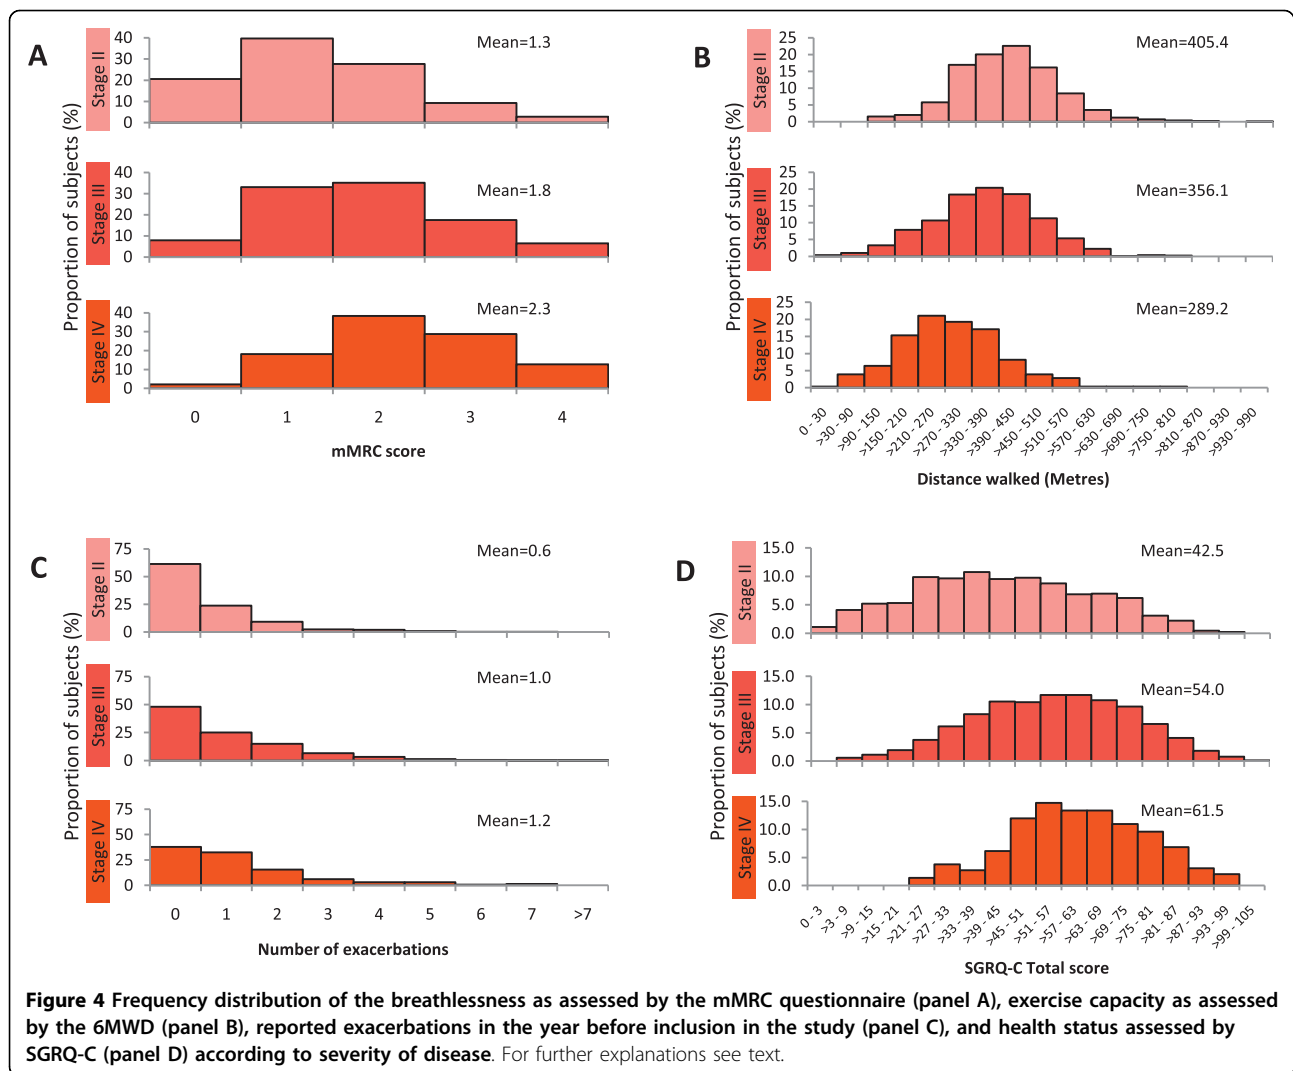 A
Proportion of subjects (%)
Stage II
40
30
20
10
0
Mean=1.3
Stage III
40
30
20
10
0
Mean=1.8
Stage IV
40
30
20
10
0
Mean=2.3
0 1 2 3 4
mMRC score
B
Proportion of subjects (%)
Stage II
25
20
15
10
5
0
Mean=405.4
Stage III
25
20
15
10
5
0
Mean=356.1
Stage IV
25
20
15
10
5
0
Mean=289.2
0 - 30
>30 - 90
>90 - 150
>150 - 210
>210 - 270
>270 - 330
>330 - 390
>390 - 450
>450 - 510
>510 - 570
>570 - 630
>630 - 690
>690 - 750
>750 - 810
>810 - 870
>870 - 930
>930 - 990
Distance walked (Metres)
C
Proportion of subjects (%)
Stage II
75
50
25
0
Mean=0.6
Stage III
75
50
25
0
Mean=1.0
Stage IV
75
50
25
0
Mean=1.2
0 1 2 3 4 5 6 7 >7
Number of exacerbations
D
Proportion of subjects (%)
Stage II
15.0
10.0
5.0
0.0
Mean=42.5
Stage III
15.0
10.0
5.0
0.0
Mean=54.0
Stage IV
15.0
10.0
5.0
0.0
Mean=61.5
0 - 3
>3 - 9
>9 - 15
>15 - 21
>21 - 27
>27 - 33
>33 - 39
>39 - 45
>45 - 51
>51 - 57
>57 - 63
>63 - 69
>69 - 75
>75 - 81
>81 - 87
>87 - 93
>93 - 99
>99 - 105
SGRQ-C Total score
Figure 4 Frequency distribution of the breathlessness as assessed by the mMRC questionnaire (panel A), exercise capacity as assessed
by the 6MWD (panel B), reported exacerbations in the year before inclusion in the study (panel C), and health status assessed by
SGRQ-C (panel D) according to severity of disease. For further explanations see text.